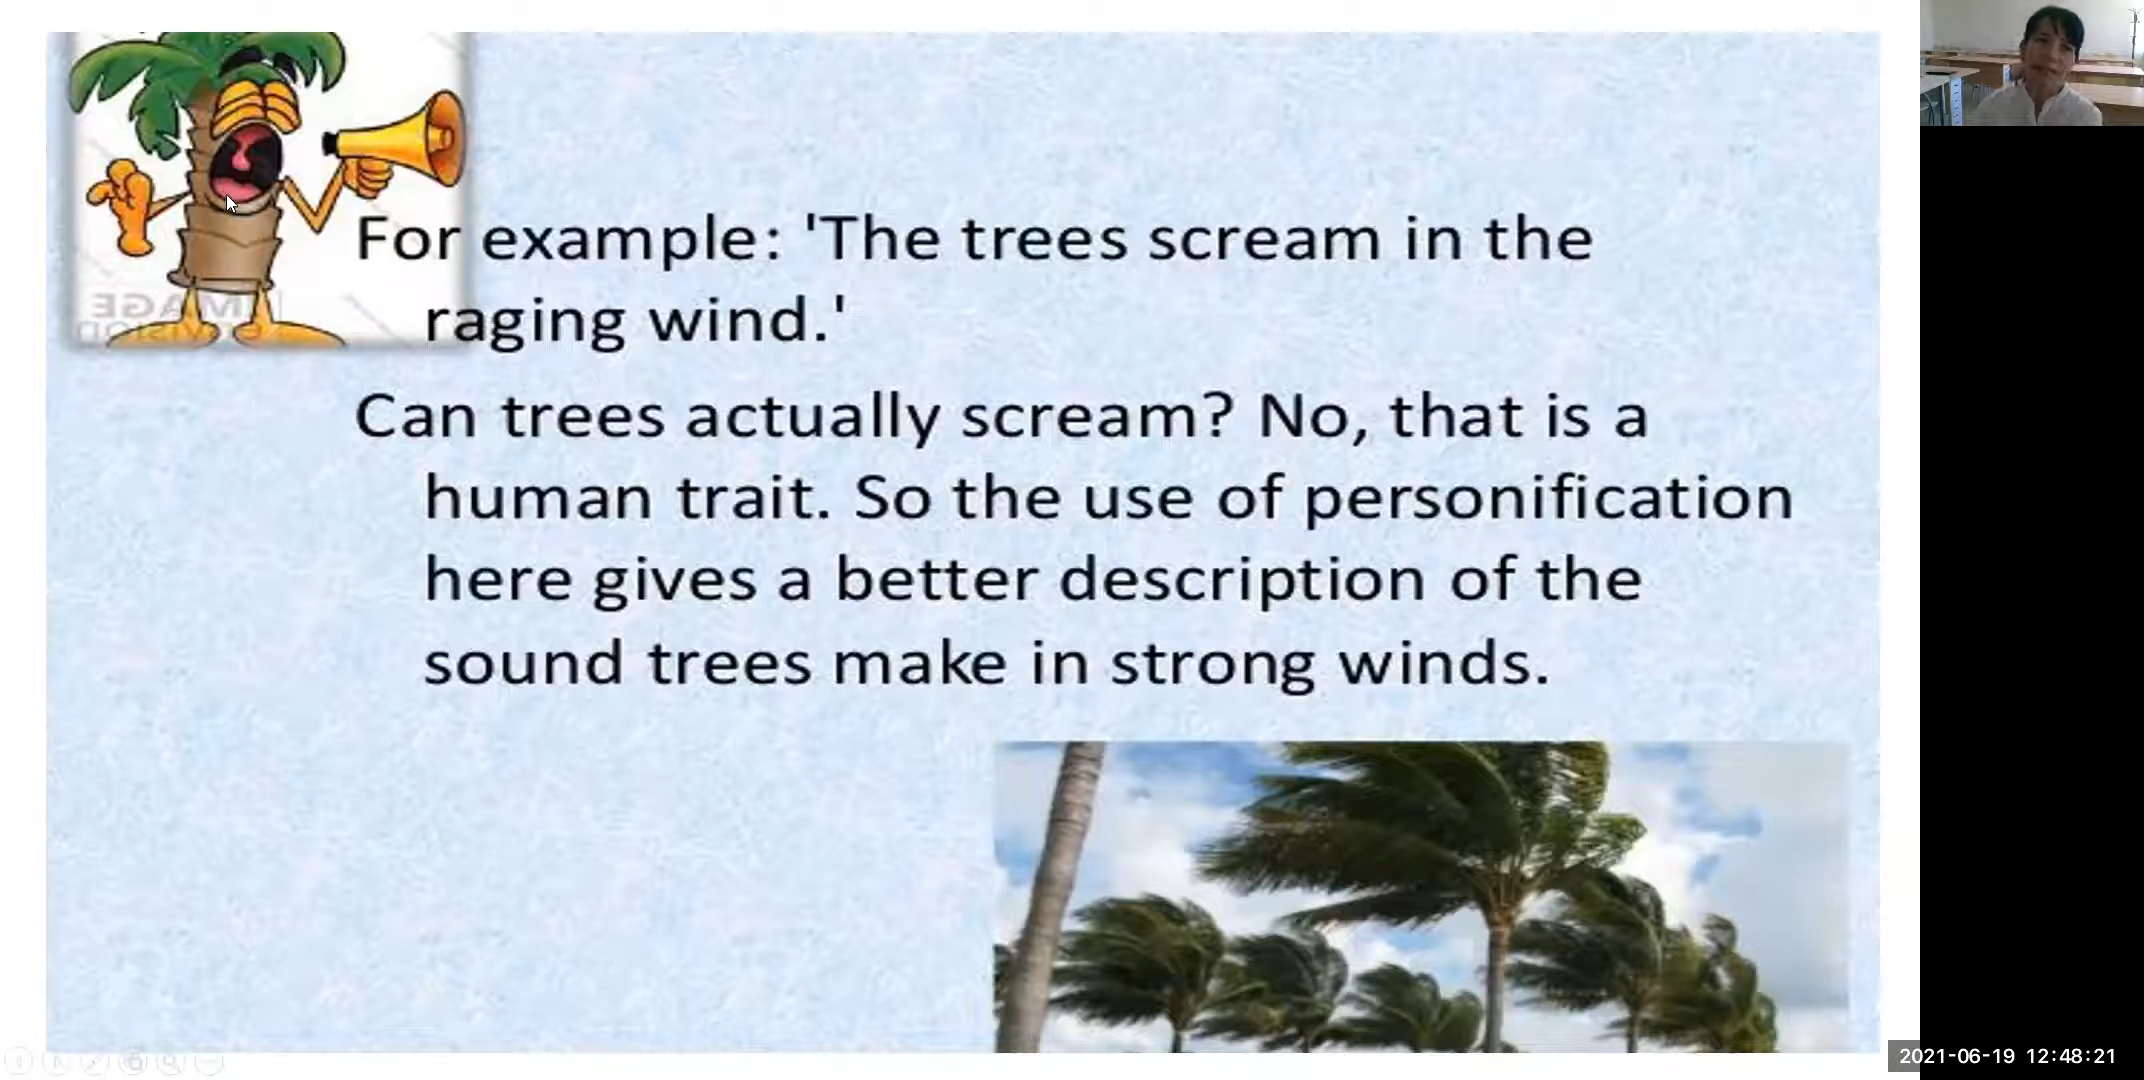 For example: 'The trees scream in the
raging wind.'
Can trees actually scream? No, that is a
human trait. So the use of personification
here gives a better description of the
sound trees make in strong winds.
2021-06-19 12:48:21